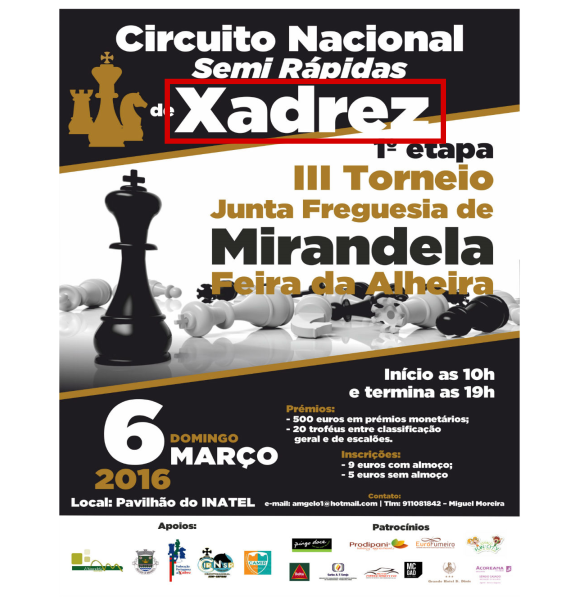 Circuito Nacional
Semi Rápidas
de Xadrez
1ª etapa
III Torneio
Junta Freguesia de
Mirandela
Feira da Alheira
Início as 10h
e termina as 19h
Prémios:
- 500 euros em prémios monetários;
- 20 troféus entre classificação
geral e de escalões.
6
DOMINGO
MARÇO
2016
Inscrições:
- 9 euros com almoço;
- 5 euros sem almoço
Contato:
Local: Pavilhão do INATEL
e-mail: amgelo1@hotmail.com | Tlm: 911081842 – Miguel Moreira
Apoios:
Patrocínios
pingo doce
Prodipani
EuroFumeiro
Delta
MC
GAO
ACOREAMA